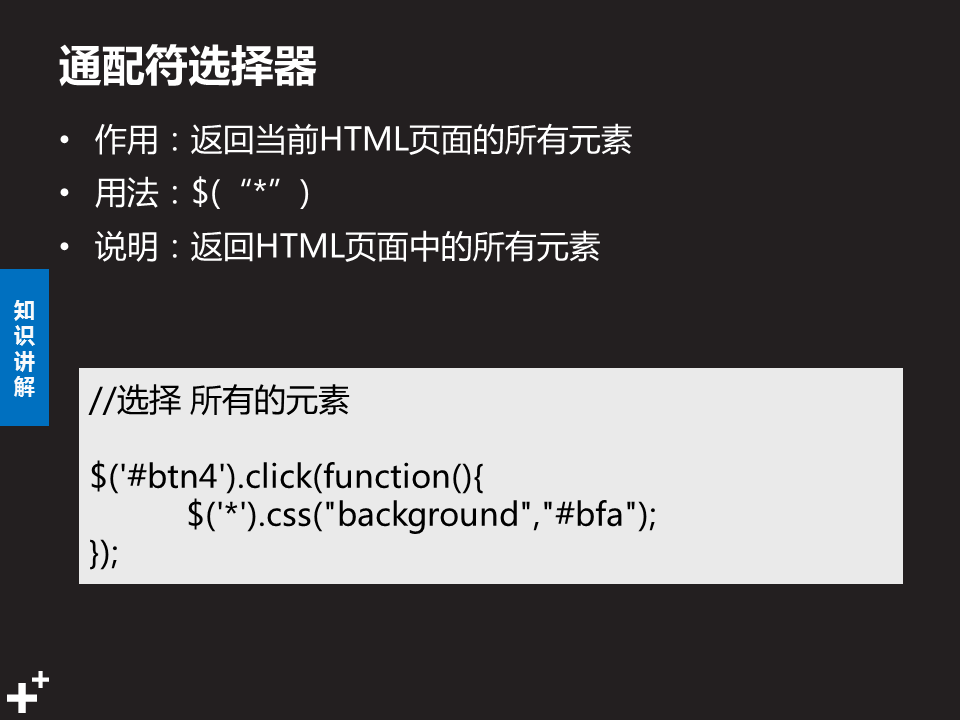 通配符选择器
• 作用：返回当前HTML页面的所有元素
• 用法：$(“*”)
• 说明：返回HTML页面中的所有元素
知
识
讲
解
//选择 所有的元素
$('#btn4').click(function(){
$('*').css("background","#bfa");
});